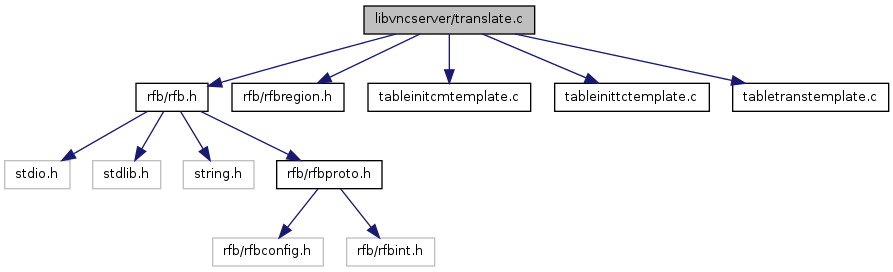 libvncserver/translate.c
rfb/rfb.h
rfb/rfbregion.h
tableinitcmtemplate.c
tableinittctemplate.c
tabletranstemplate.c
stdio.h
stdlib.h
string.h
rfb/rfbproto.h
rfb/rfbconfig.h
rfb/rfbint.h